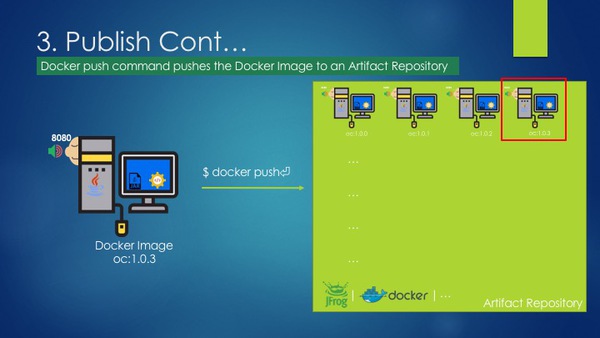 3. Publish Cont…
Docker push command pushes the Docker Image to an Artifact Repository
8080
$ docker push⏎
Docker Image
oc:1.0.3
oc:1.0.0
oc:1.0.1
oc:1.0.2
oc:1.0.3
…
…
…
JFrog | docker | …
Artifact Repository